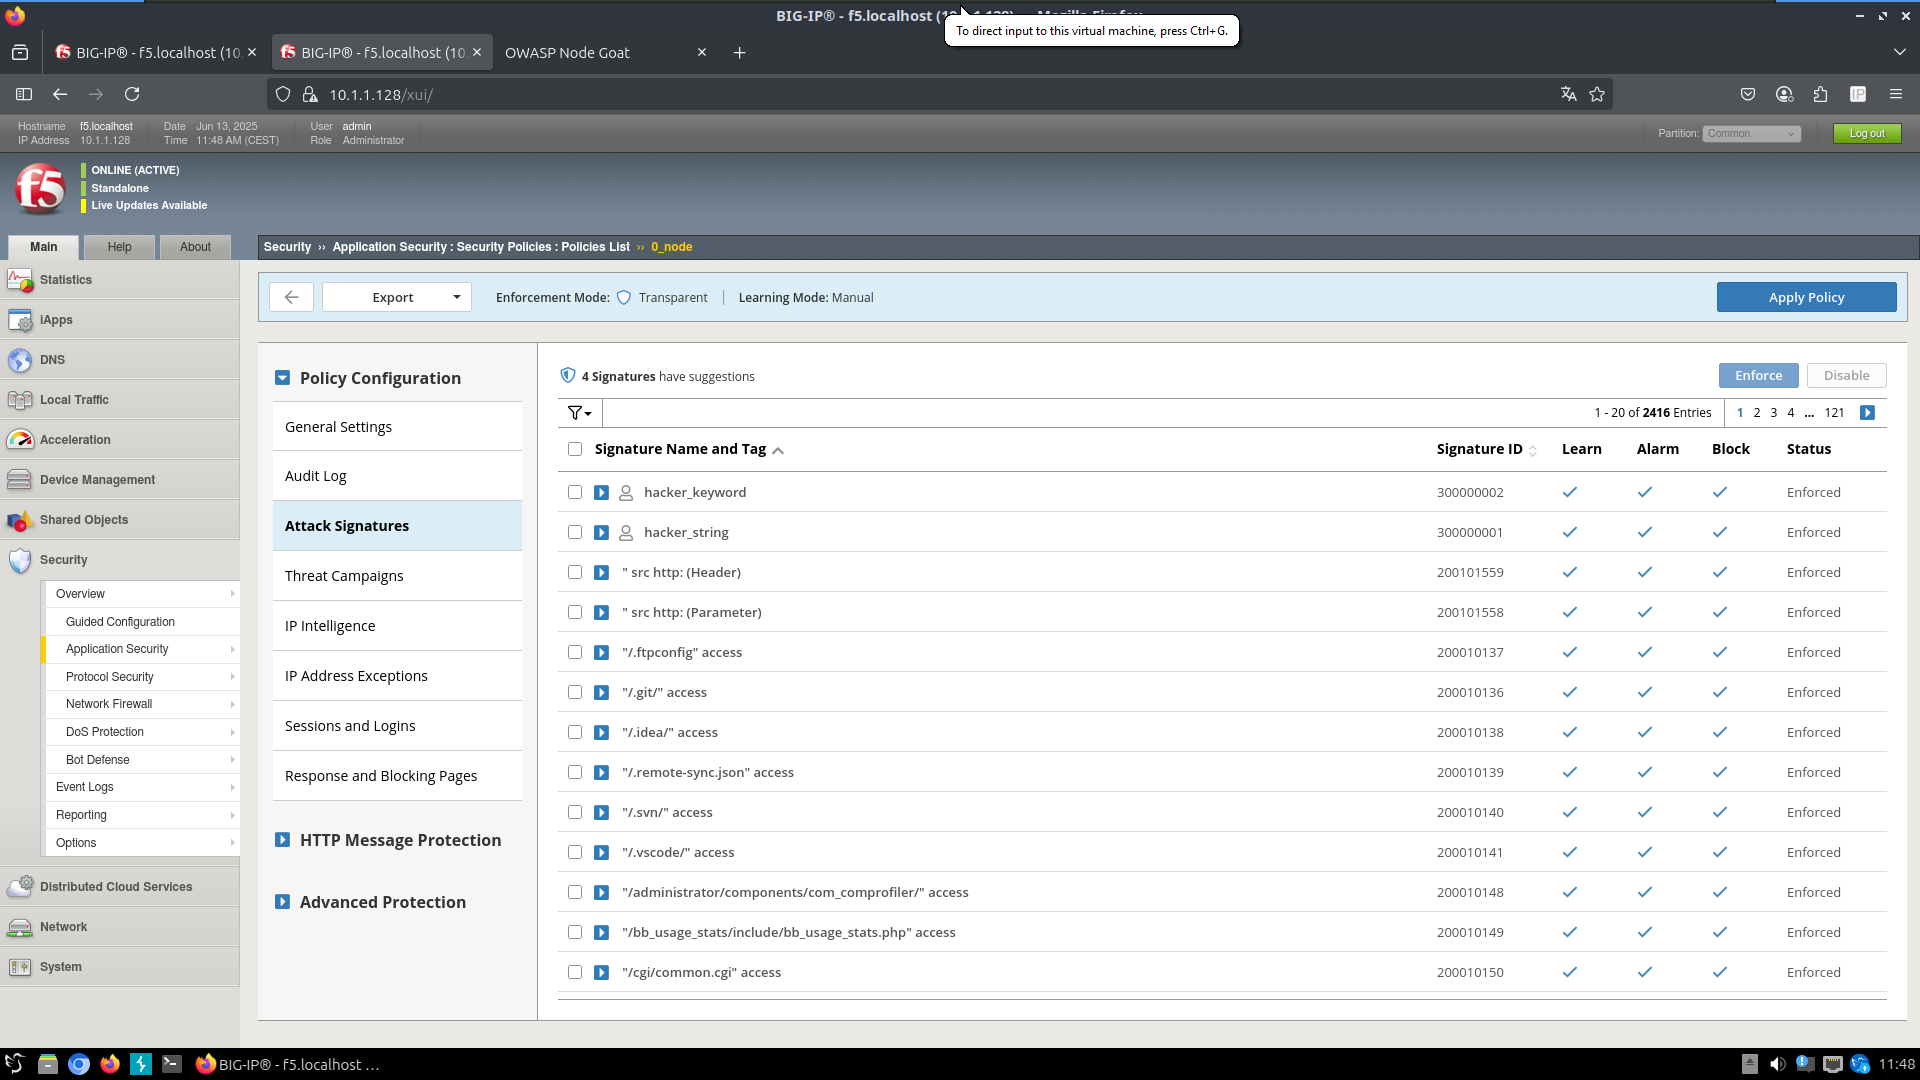 BIG-IP® - f5.localhost (10.1.1.128) — Mozilla Firefox
To direct input to this virtual machine, press Ctrl+G.
BIG-IP® - f5.localhost (10.
BIG-IP® - f5.localhost (10.
OWASP Node Goat
10.1.1.128/xui/
Hostname f5.localhost Date Jun 13, 2025 User admin
IP Address 10.1.1.128 Time 11:48 AM (CEST) Role Administrator
Partition: Common
Log out
f5
ONLINE (ACTIVE)
Standalone
Live Updates Available
Main Help About
Security ›› Application Security : Security Policies : Policies List ›› 0_node
Statistics
iApps
DNS
Local Traffic
Acceleration
Device Management
Shared Objects
Security
Overview
Guided Configuration
Application Security
Protocol Security
Network Firewall
DoS Protection
Bot Defense
Event Logs
Reporting
Options
Distributed Cloud Services
Network
System
Export
Enforcement Mode: Transparent | Learning Mode: Manual
Apply Policy
Policy Configuration
General Settings
Audit Log
Attack Signatures
Threat Campaigns
IP Intelligence
IP Address Exceptions
Sessions and Logins
Response and Blocking Pages
HTTP Message Protection
Advanced Protection
4 Signatures have suggestions
Enforce Disable
1 - 20 of 2416 Entries 1 2 3 4 ... 121
Signature Name and Tag Signature ID Learn Alarm Block Status
hacker_keyword 300000002 Enforced
hacker_string 300000001 Enforced
" src http: (Header) 200101559 Enforced
" src http: (Parameter) 200101558 Enforced
"/.ftpconfig" access 200010137 Enforced
"/.git/" access 200010136 Enforced
"/.idea/" access 200010138 Enforced
"/.remote-sync.json" access 200010139 Enforced
"/.svn/" access 200010140 Enforced
"/.vscode/" access 200010141 Enforced
"/administrator/components/com_comprofiler/" access 200010148 Enforced
"/bb_usage_stats/include/bb_usage_stats.php" access 200010149 Enforced
"/cgi/common.cgi" access 200010150 Enforced
BIG-IP® - f5.localhost ...
11:48